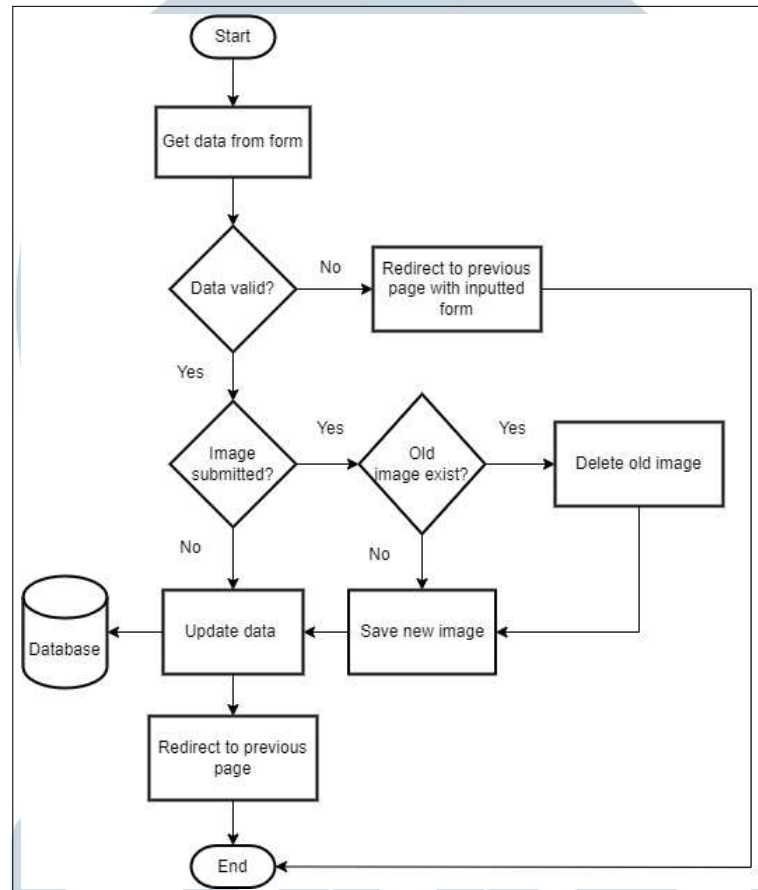 Start
Get data from form
Data valid?
No
Redirect to previous
page with inputted
form
Yes
Image
submitted?
Yes
Old
image exist?
Yes
Delete old image
No
No
Database
Update data
Save new image
Redirect to previous
page
End